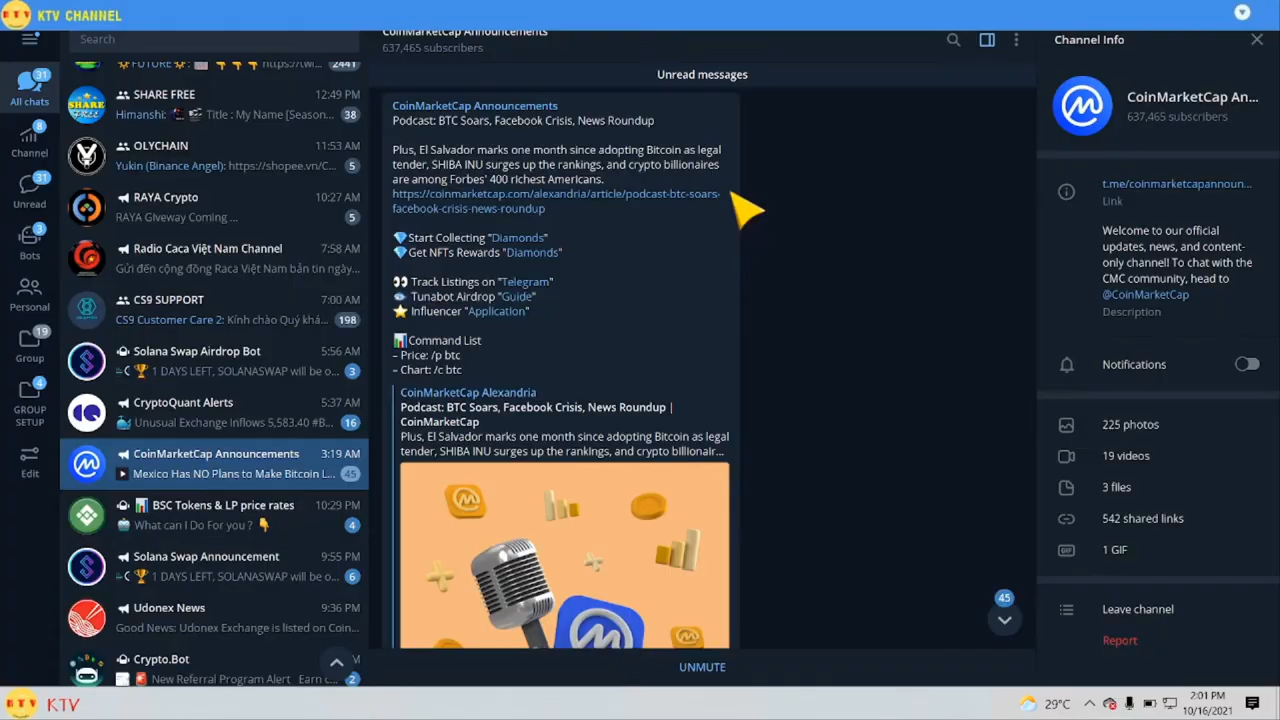 KTV CHANNEL
Search
FUTURE
2441
SHARE FREE
12:49 PM
Himanshi: Title : My Name [Season...
38
OLYCHAIN
11:53 AM
Yukin (Binance Angel): https://shopee.vn/C...
5
RAYA Crypto
10:27 AM
RAYA GIveway Coming ...
5
Radio Caca Việt Nam Channel
7:58 AM
Gửi đến cộng đồng Raca Việt Nam bản tin ngày...
CS9 SUPPORT
7:00 AM
CS9 Customer Care 2: Kính chào Quý khá...
198
Solana Swap Airdrop Bot
5:56 AM
1 DAYS LEFT, SOLANASWAP will be o...
3
CryptoQuant Alerts
5:37 AM
Unusual Exchange Inflows 5,583.40 #B...
16
CoinMarketCap Announcements
3:19 AM
Mexico Has NO Plans to Make Bitcoin L...
45
BSC Tokens & LP price rates
10:29 PM
What can I Do For you ?
4
Solana Swap Announcement
9:55 PM
1 DAYS LEFT, SOLANASWAP will be o...
6
Udonex News
9:36 PM
Good News: Udonex Exchange is listed on Coin...
Crypto.Bot
New Referral Program Alert Earn c...
2
31
All chats
8
Channel
31
Unread
3
Bots
Personal
19
Group
4
GROUP
SETUP
Edit
CoinMarketCap Announcements
637,465 subscribers
Unread messages
CoinMarketCap Announcements
Podcast: BTC Soars, Facebook Crisis, News Roundup
Plus, El Salvador marks one month since adopting Bitcoin as legal
tender, SHIBA INU surges up the rankings, and crypto billionaires
are among Forbes' 400 richest Americans.
https://coinmarketcap.com/alexandria/article/podcast-btc-soars-
facebook-crisis-news-roundup
Start Collecting "Diamonds"
Get NFTs Rewards "Diamonds"
Track Listings on "Telegram"
Tunabot Airdrop "Guide"
Influencer "Application"
Command List
– Price: /p btc
– Chart: /c btc
CoinMarketCap Alexandria
Podcast: BTC Soars, Facebook Crisis, News Roundup |
CoinMarketCap
Plus, El Salvador marks one month since adopting Bitcoin as legal
tender, SHIBA INU surges up the rankings, and crypto billionair...
45
UNMUTE
Channel Info
CoinMarketCap An...
637,465 subscribers
t.me/coinmarketcapannoun...
Link
Welcome to our official
updates, news, and content-
only channel! To chat with the
CMC community, head to
@CoinMarketCap
Description
Notifications
225 photos
19 videos
3 files
542 shared links
GIF
1 GIF
Leave channel
Report
KTV
KTV
29°C
2:01 PM
10/16/2021